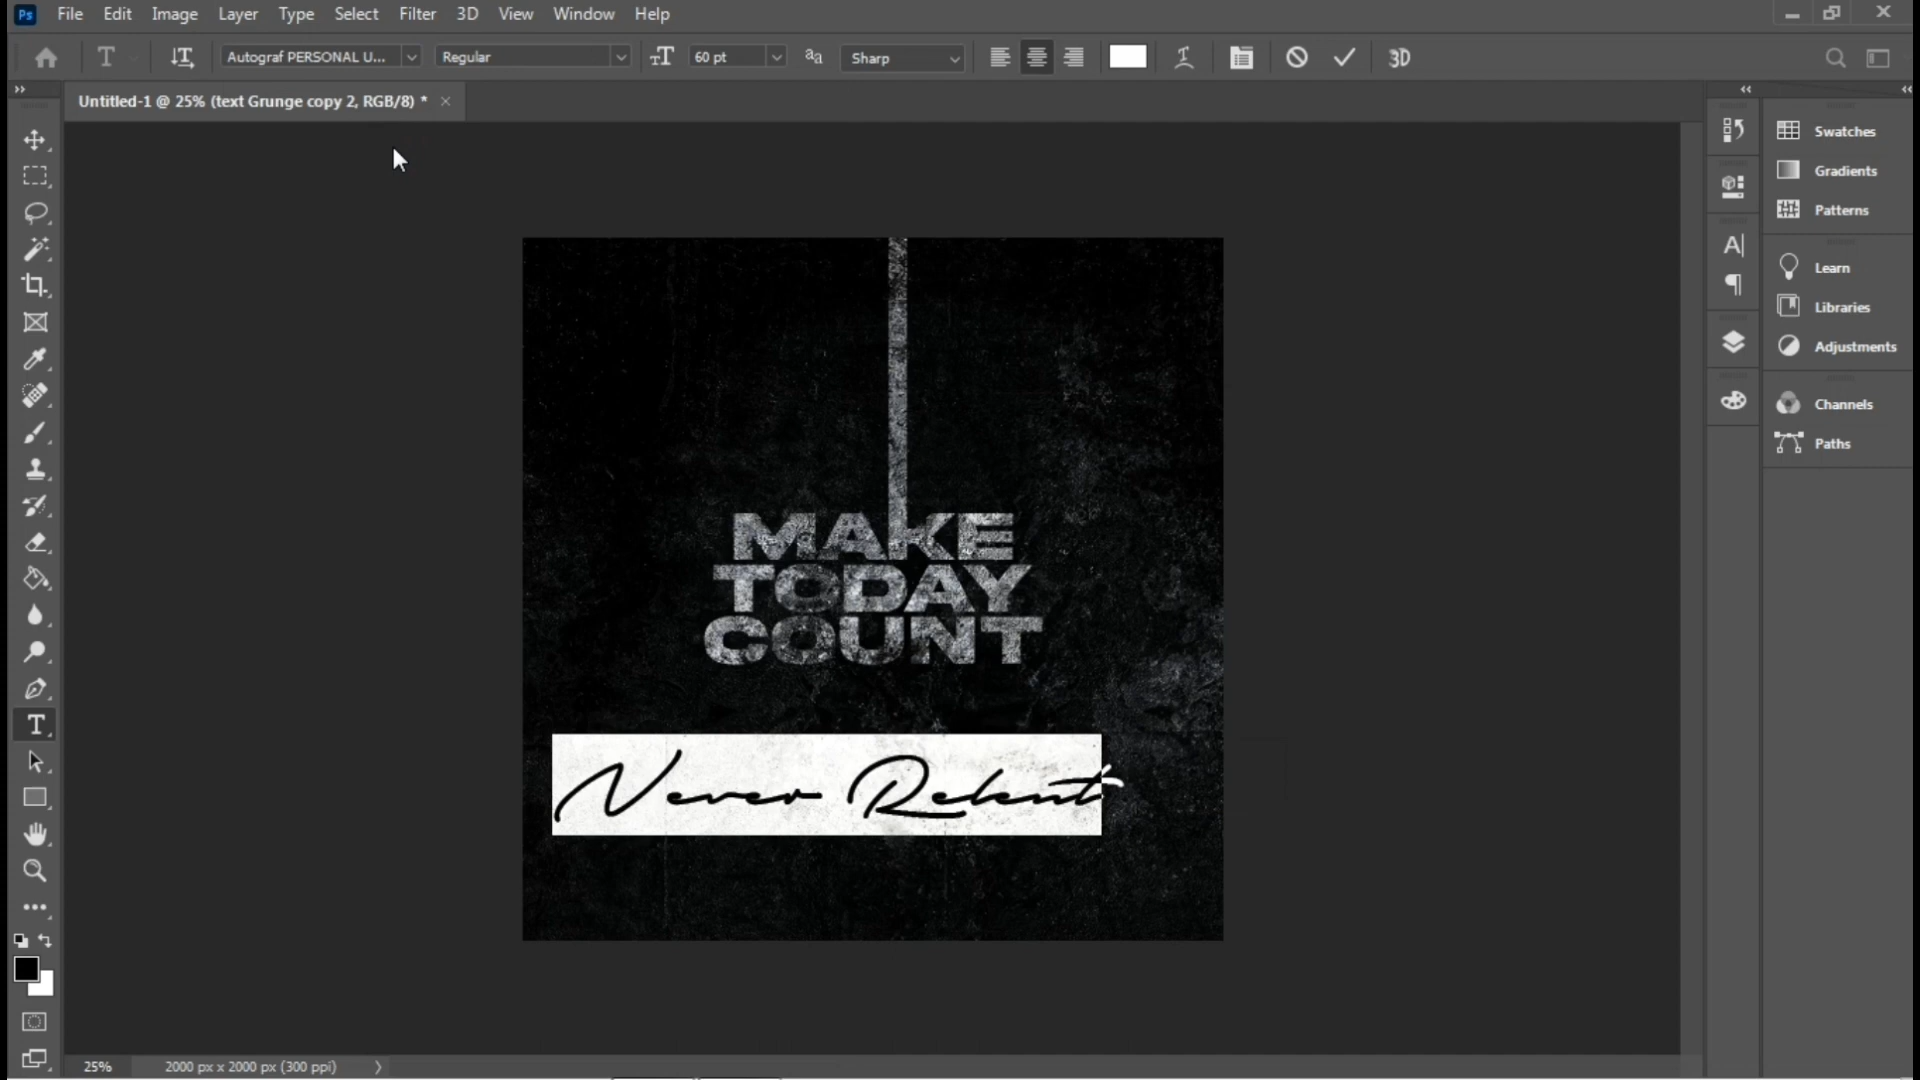 Ps File Edit Image Layer Type Select Filter 3D View Window Help
Autograf PERSONAL U... Regular 60 pt Sharp 3D
Untitled-1 @ 25% (text Grunge copy 2, RGB/8) *
Swatches
Gradients
Patterns
Learn
Libraries
Adjustments
Channels
Paths
MAKE
TODAY
COUNT
Never Relent
25% 2000 px x 2000 px (300 ppi)